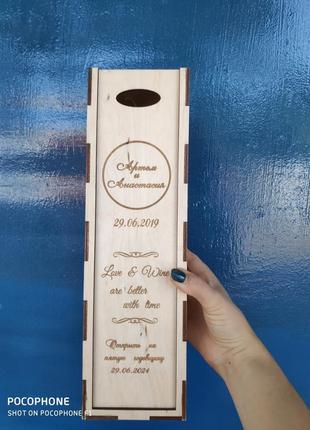 Артем
и
Анастасия
29.06.2019
Love & Wine
are better
with time
Открыть на
пятую годовщину
29.06.2024
POCOPHONE
SHOT ON POCOPHONE F1